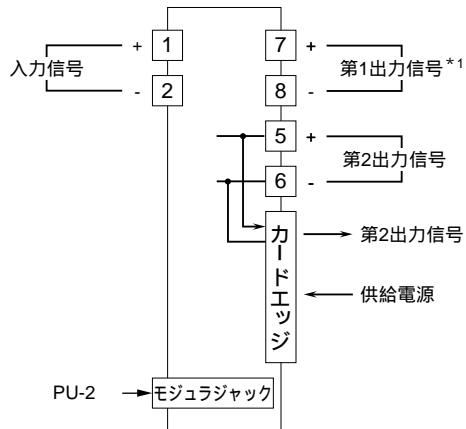 + 1
入力信号
- 2
7 +
第1出力信号*1
8 -
5 +
第2出力信号
6 -
カードエッジ
第2出力信号
供給電源
PU-2
モジュラジャック